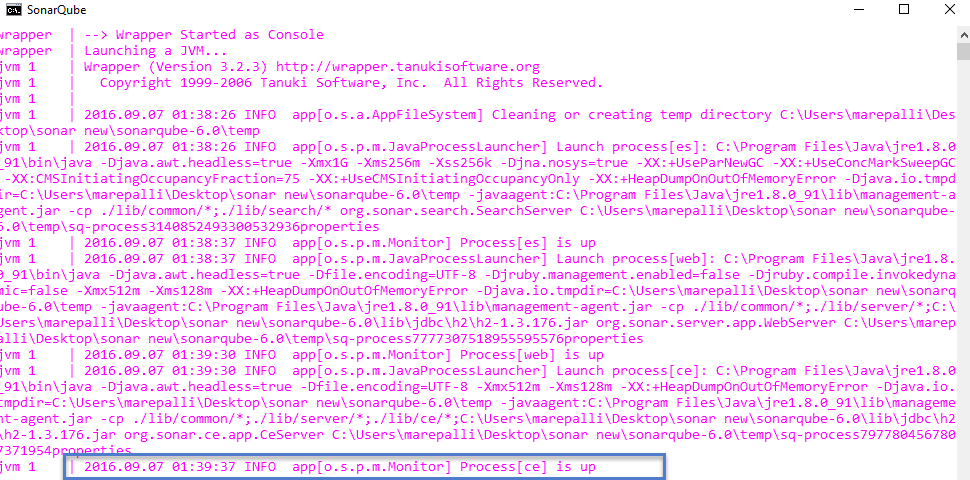 SonarQube
wrapper  | --> Wrapper Started as Console
wrapper  | Launching a JVM...
jvm 1    | Wrapper (Version 3.2.3) http://wrapper.tanukisoftware.org
jvm 1    |   Copyright 1999-2006 Tanuki Software, Inc.  All Rights Reserved.
jvm 1    |
jvm 1    | 2016.09.07 01:38:26 INFO  app[o.s.a.AppFileSystem] Cleaning or creating temp directory C:\Users\marepalli\Des
ktop\sonar new\sonarqube-6.0\temp
jvm 1    | 2016.09.07 01:38:26 INFO  app[o.s.p.m.JavaProcessLauncher] Launch process[es]: C:\Program Files\Java\jre1.8.0
_91\bin\java -Djava.awt.headless=true -Xmx1G -Xms256m -Xss256k -Djna.nosys=true -XX:+UseParNewGC -XX:+UseConcMarkSweepGC
-XX:CMSInitiatingOccupancyFraction=75 -XX:+UseCMSInitiatingOccupancyOnly -XX:+HeapDumpOnOutOfMemoryError -Djava.io.tmpd
ir=C:\Users\marepalli\Desktop\sonar new\sonarqube-6.0\temp -javaagent:C:\Program Files\Java\jre1.8.0_91\lib\management-a
gent.jar -cp ./lib/common/*;./lib/search/* org.sonar.search.SearchServer C:\Users\marepalli\Desktop\sonar new\sonarqube-
6.0\temp\sq-process3140852493300532936properties
jvm 1    | 2016.09.07 01:38:37 INFO  app[o.s.p.m.Monitor] Process[es] is up
jvm 1    | 2016.09.07 01:38:37 INFO  app[o.s.p.m.JavaProcessLauncher] Launch process[web]: C:\Program Files\Java\jre1.8.
0_91\bin\java -Djava.awt.headless=true -Dfile.encoding=UTF-8 -Djruby.management.enabled=false -Djruby.compile.invokedyna
mic=false -Xmx512m -Xms128m -XX:+HeapDumpOnOutOfMemoryError -Djava.io.tmpdir=C:\Users\marepalli\Desktop\sonar new\sonarq
ube-6.0\temp -javaagent:C:\Program Files\Java\jre1.8.0_91\lib\management-agent.jar -cp ./lib/common/*;./lib/server/*;C:\
Users\marepalli\Desktop\sonar new\sonarqube-6.0\lib\jdbc\h2\h2-1.3.176.jar org.sonar.server.app.WebServer C:\Users\marep
alli\Desktop\sonar new\sonarqube-6.0\temp\sq-process7777307518955595576properties
jvm 1    | 2016.09.07 01:39:30 INFO  app[o.s.p.m.Monitor] Process[web] is up
jvm 1    | 2016.09.07 01:39:30 INFO  app[o.s.p.m.JavaProcessLauncher] Launch process[ce]: C:\Program Files\Java\jre1.8.0
_91\bin\java -Djava.awt.headless=true -Dfile.encoding=UTF-8 -Xmx512m -Xms128m -XX:+HeapDumpOnOutOfMemoryError -Djava.io.
tmpdir=C:\Users\marepalli\Desktop\sonar new\sonarqube-6.0\temp -javaagent:C:\Program Files\Java\jre1.8.0_91\lib\manageme
nt-agent.jar -cp ./lib/common/*;./lib/server/*;./lib/ce/*;C:\Users\marepalli\Desktop\sonar new\sonarqube-6.0\lib\jdbc\h2
\h2-1.3.176.jar org.sonar.ce.app.CeServer C:\Users\marepalli\Desktop\sonar new\sonarqube-6.0\temp\sq-process797780456780
7371954properties
jvm 1    | 2016.09.07 01:39:37 INFO  app[o.s.p.m.Monitor] Process[ce] is up